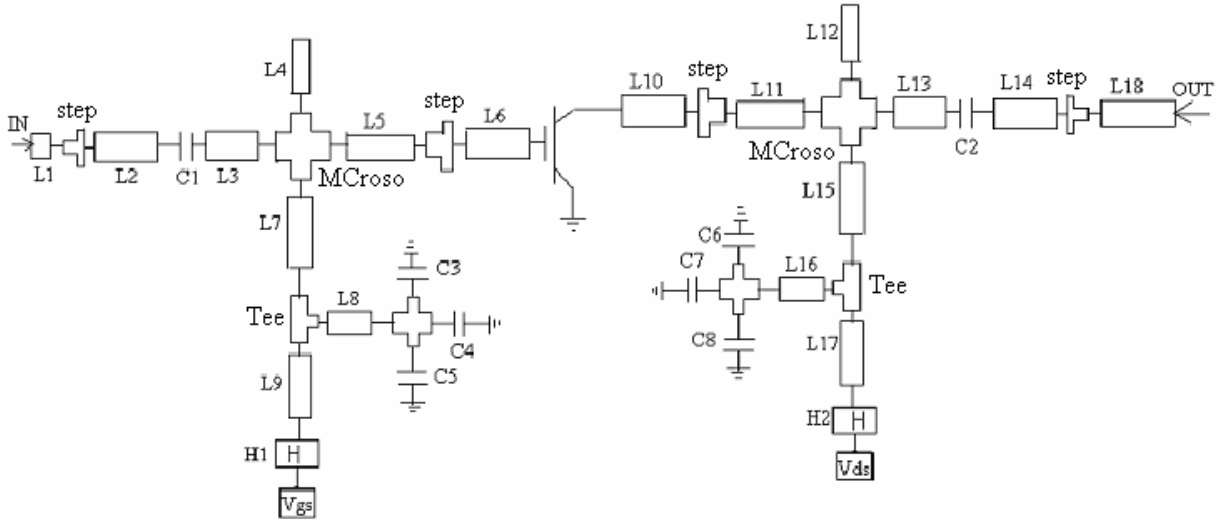 L12
L4
step
step
L10
step
L11
L13
L14
step
L18
OUT
IN
L1
L2
C1
L3
L5
L6
MCroso
MCroso
C2
L7
L15
C3
C6
C7
L16
Tee
Tee
L8
C4
C5
C8
L17
L9
H1
H
H2
H
Vgs
Vds